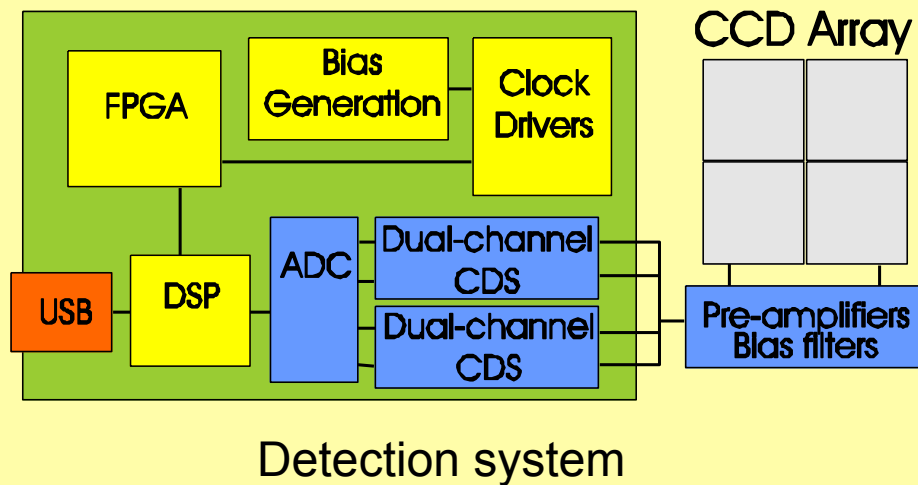 CCD Array
Bias
Generation
Clock
Drivers
FPGA
Dual-channel
CDS
ADC
DSP
USB
Dual-channel
CDS
Pre-amplifiers
Bias filters
Detection system